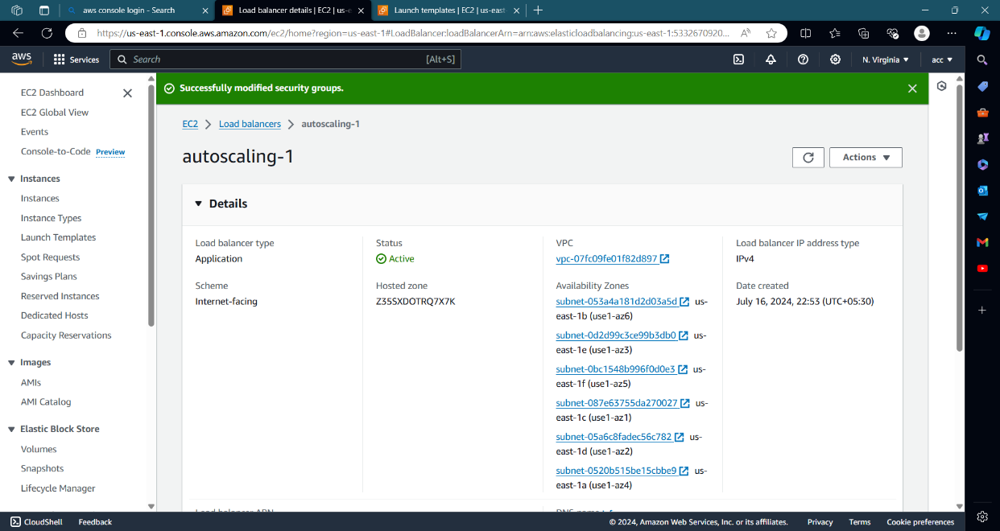 aws console login - Search
Load balancer details | EC2 | us-e
Launch templates | EC2 | us-east-
https://us-east-1.console.aws.amazon.com/ec2/home?region=us-east-1#LoadBalancer:loadBalancerArn=arn:aws:elasticloadbalancing:us-east-1:5332670920...
aws
Services
Search
[Alt+S]
N. Virginia
acc
EC2 Dashboard
EC2 Global View
Events
Console-to-Code Preview
Instances
Instances
Instance Types
Launch Templates
Spot Requests
Savings Plans
Reserved Instances
Dedicated Hosts
Capacity Reservations
Images
AMIs
AMI Catalog
Elastic Block Store
Volumes
Snapshots
Lifecycle Manager
Successfully modified security groups.
EC2 > Load balancers > autoscaling-1
autoscaling-1
Actions
Details
Load balancer type
Application
Status
Active
VPC
vpc-07fc09fe01f82d897
Load balancer IP address type
IPv4
Scheme
Internet-facing
Hosted zone
Z35SXDOTRQ7X7K
Availability Zones
subnet-053a4a181d2d03a5d us-
east-1b (use1-az6)
subnet-0d2d99c3ce99b3db0 us-
east-1e (use1-az3)
subnet-0bc1548b996f0d0e3 us-
east-1f (use1-az5)
subnet-087e63755da270027 us-
east-1c (use1-az1)
subnet-05a6c8fadec56c782 us-
east-1d (use1-az2)
subnet-0520b515be15cbbe9 us-
east-1a (use1-az4)
Date created
July 16, 2024, 22:53 (UTC+05:30)
Load balancer ARN
DNS name
CloudShell
Feedback
© 2024, Amazon Web Services, Inc. or its affiliates.
Privacy
Terms
Cookie preferences